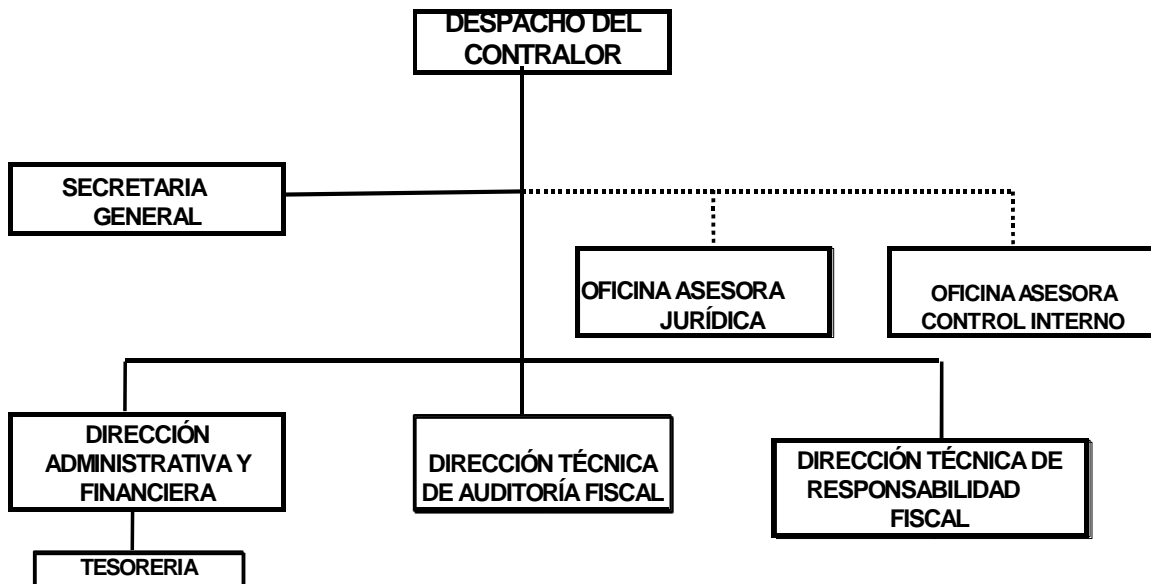 DESPACHO DEL
CONTRALOR
SECRETARIA
GENERAL
OFICINA ASESORA
JURÍDICA
OFICINA ASESORA
CONTROL INTERNO
DIRECCIÓN
ADMINISTRATIVA Y
FINANCIERA
DIRECCIÓN TÉCNICA
DE AUDITORÍA FISCAL
DIRECCIÓN TÉCNICA DE
RESPONSABILIDAD
FISCAL
TESORERIA